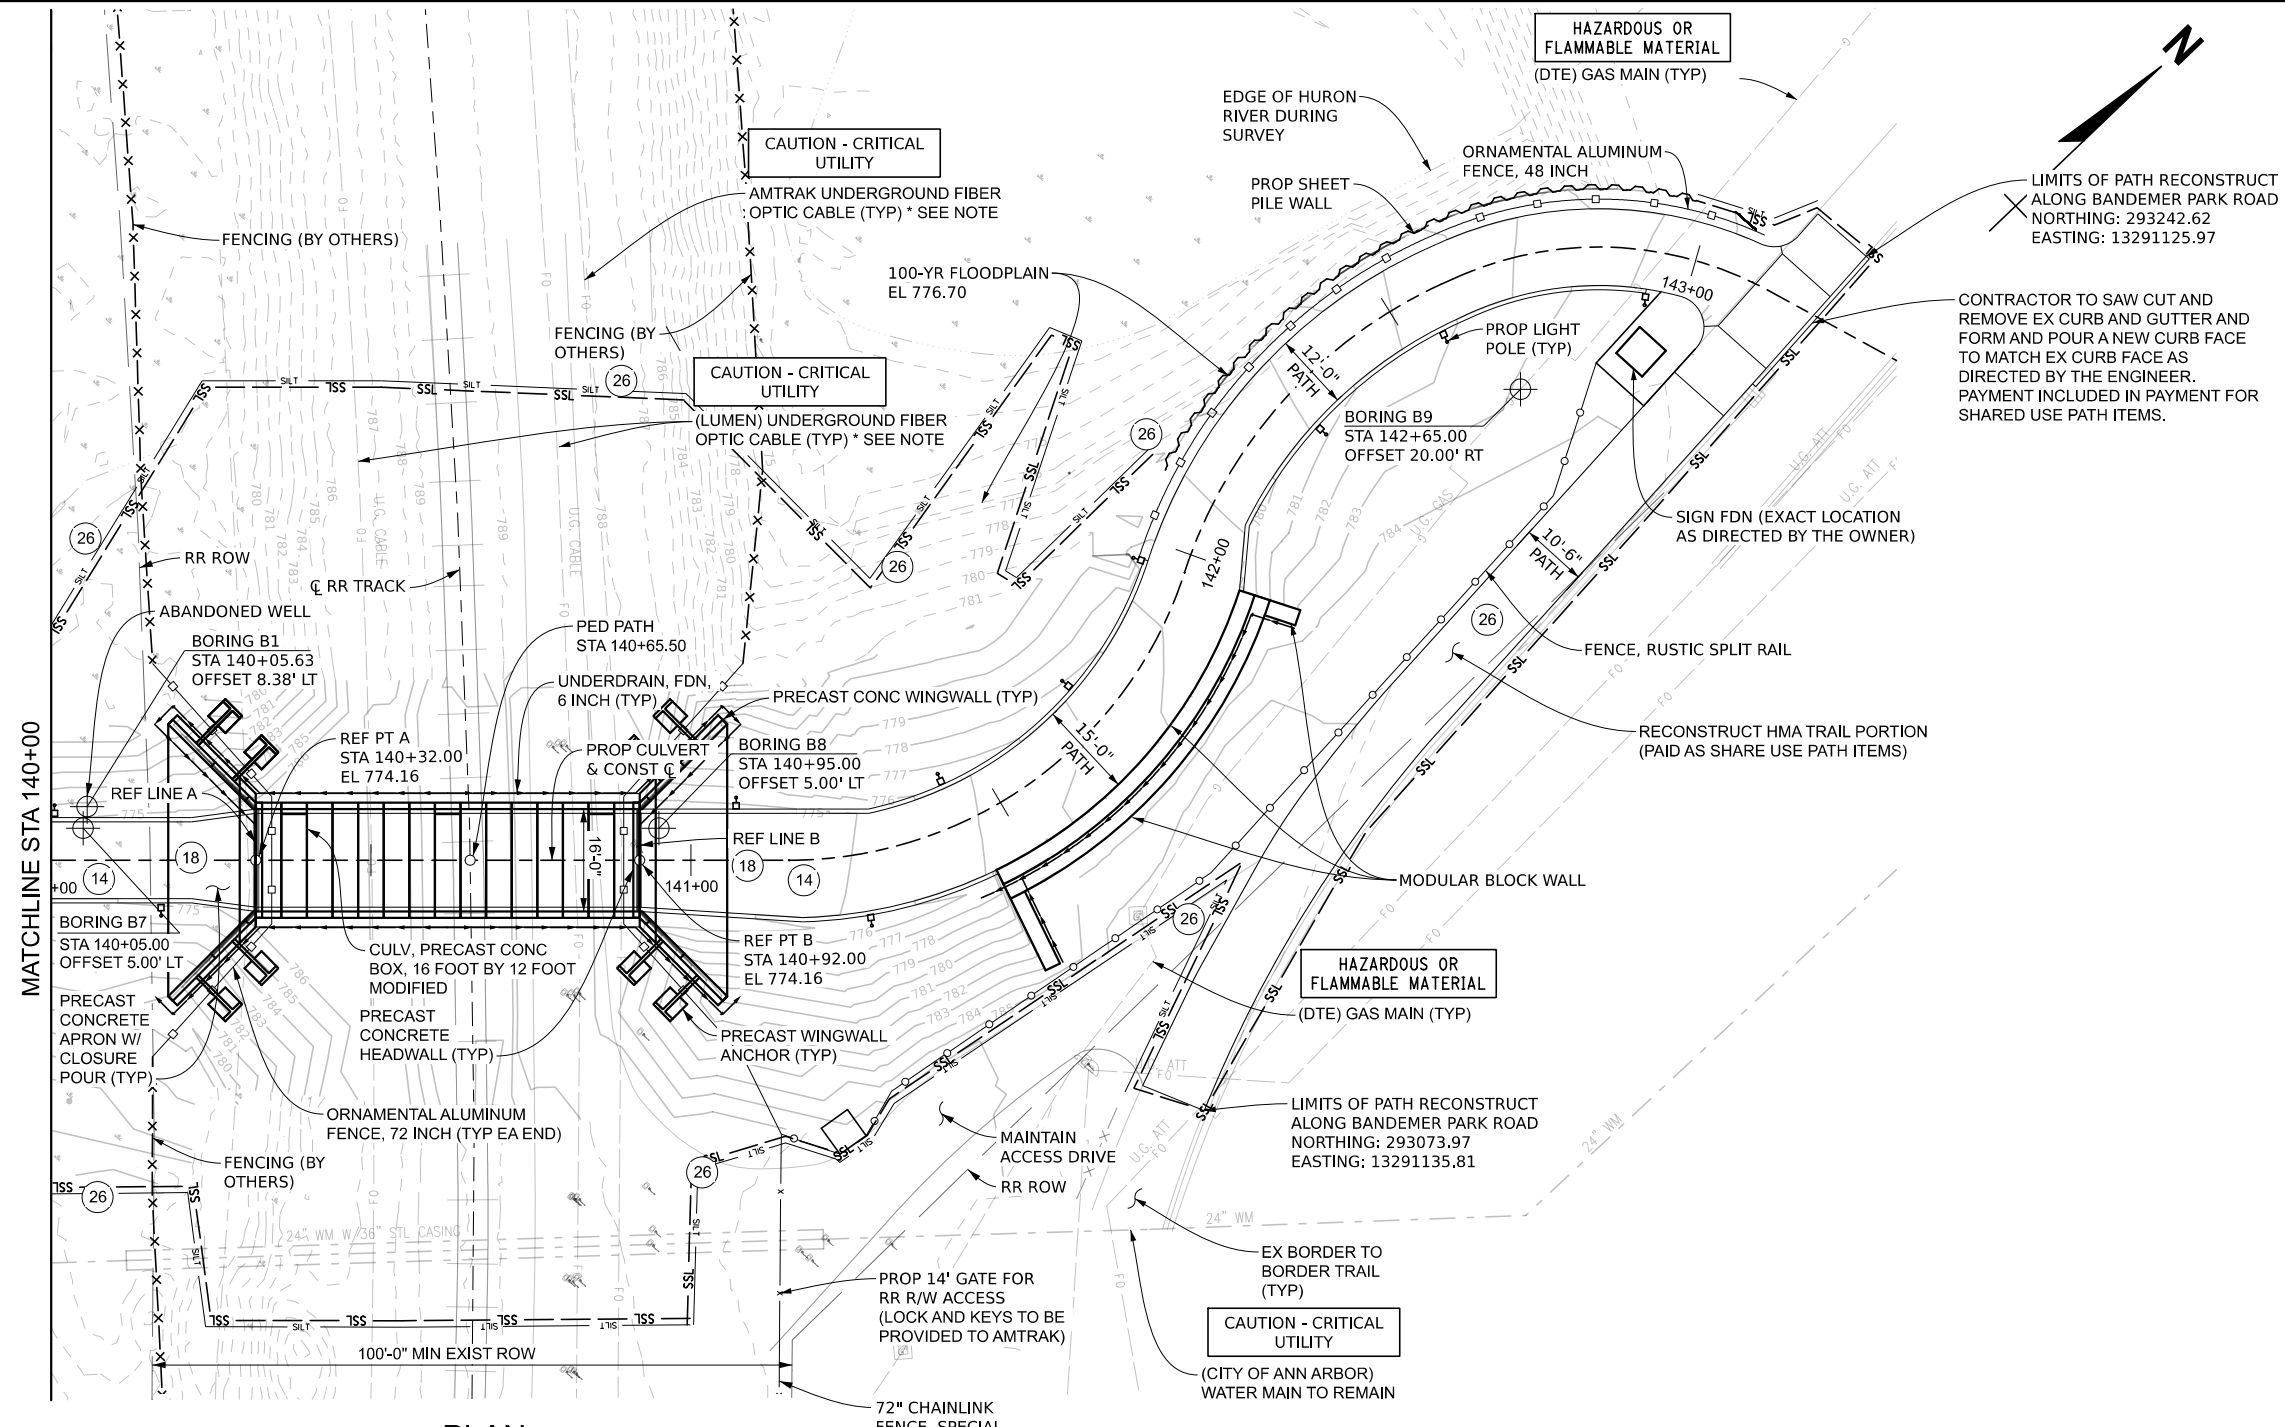 HAZARDOUS OR
FLAMMABLE MATERIAL
(DTE) GAS MAIN (TYP)
N
EDGE OF HURON
RIVER DURING
SURVEY
CAUTION - CRITICAL
UTILITY
AMTRAK UNDERGROUND FIBER
OPTIC CABLE (TYP) * SEE NOTE
ORNAMENTAL ALUMINUM
FENCE, 48 INCH
PROP SHEET
PILE WALL
LIMITS OF PATH RECONSTRUCT
ALONG BANDEMER PARK ROAD
NORTHING: 293242.62
EASTING: 13291125.97
FENCING (BY OTHERS)
100-YR FLOODPLAIN
EL 776.70
143+00
CONTRACTOR TO SAW CUT AND
REMOVE EX CURB AND GUTTER AND
FORM AND POUR A NEW CURB FACE
TO MATCH EX CURB FACE AS
DIRECTED BY THE ENGINEER.
PAYMENT INCLUDED IN PAYMENT FOR
SHARED USE PATH ITEMS.
FENCING (BY
OTHERS)
PROP LIGHT
POLE (TYP)
12'-0"
PATH
CAUTION - CRITICAL
UTILITY
(LUMEN) UNDERGROUND FIBER
OPTIC CABLE (TYP) * SEE NOTE
26
26
BORING B9
STA 142+65.00
OFFSET 20.00' RT
SIGN FDN (EXACT LOCATION
AS DIRECTED BY THE OWNER)
26
26
RR ROW
℄ RR TRACK
142+00
10'-6"
PATH
ABANDONED WELL
BORING B1
STA 140+05.63
OFFSET 8.38' LT
PED PATH
STA 140+65.50
26
FENCE, RUSTIC SPLIT RAIL
UNDERDRAIN, FDN,
6 INCH (TYP)
PRECAST CONC WINGWALL (TYP)
RECONSTRUCT HMA TRAIL PORTION
(PAID AS SHARE USE PATH ITEMS)
MATCHLINE STA 140+00
REF PT A
STA 140+32.00
EL 774.16
PROP CULVERT
& CONST ℄
BORING B8
STA 140+95.00
OFFSET 5.00' LT
15'-0"
PATH
REF LINE A
REF LINE B
16'-0"
18
14
+00
141+00
18
14
MODULAR BLOCK WALL
BORING B7
STA 140+05.00
OFFSET 5.00' LT
26
CULV, PRECAST CONC
BOX, 16 FOOT BY 12 FOOT
MODIFIED
REF PT B
STA 140+92.00
EL 774.16
HAZARDOUS OR
FLAMMABLE MATERIAL
(DTE) GAS MAIN (TYP)
PRECAST
CONCRETE
APRON W/
CLOSURE
POUR (TYP)
PRECAST
CONCRETE
HEADWALL (TYP)
PRECAST WINGWALL
ANCHOR (TYP)
ORNAMENTAL ALUMINUM
FENCE, 72 INCH (TYP EA END)
MAINTAIN
ACCESS DRIVE
LIMITS OF PATH RECONSTRUCT
ALONG BANDEMER PARK ROAD
NORTHING: 293073.97
EASTING: 13291135.81
FENCING (BY
OTHERS)
26
26
RR ROW
24" WM W/36" STL CASING
24" WM
24" WM
EX BORDER TO
BORDER TRAIL
(TYP)
PROP 14' GATE FOR
RR R/W ACCESS
(LOCK AND KEYS TO BE
PROVIDED TO AMTRAK)
CAUTION - CRITICAL
UTILITY
(CITY OF ANN ARBOR)
WATER MAIN TO REMAIN
100'-0" MIN EXIST ROW
72" CHAINLINK
FENCE, SPECIAL
PLAN